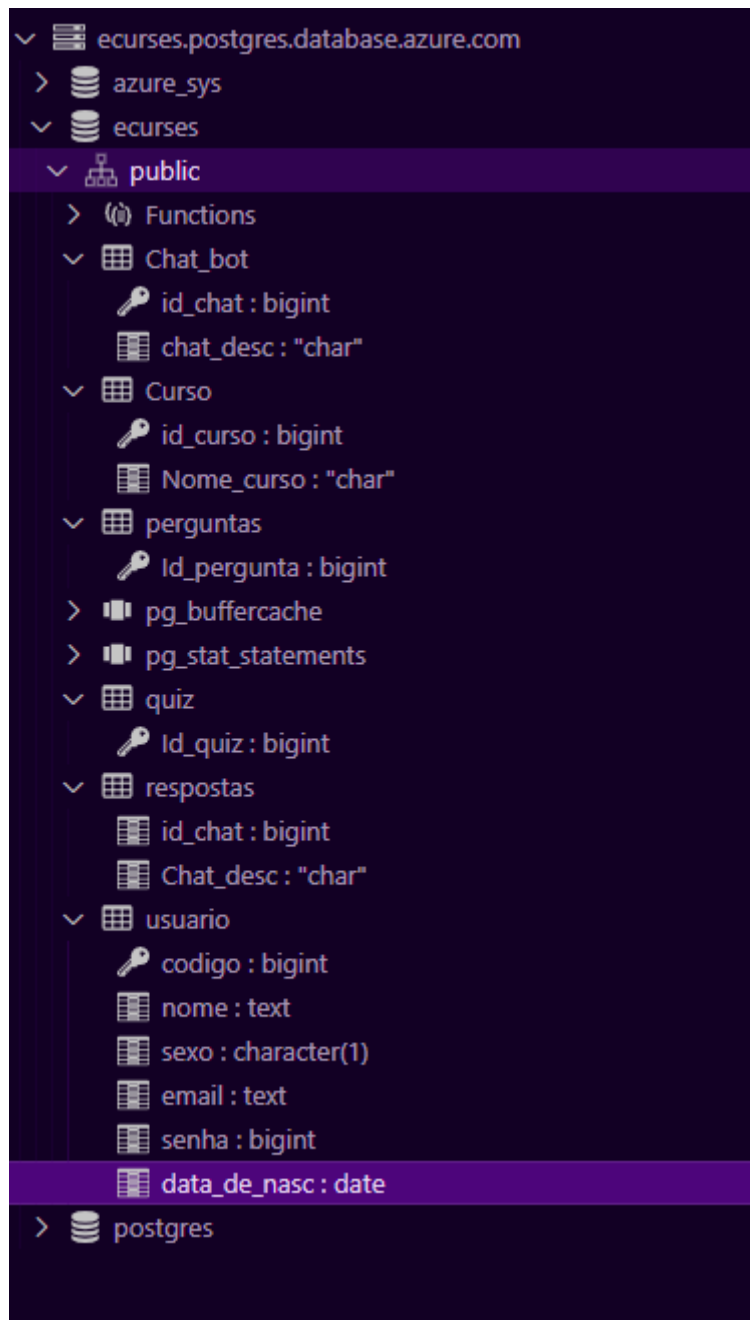 ecurses.postgres.database.azure.com
azure_sys
ecurses
public
Functions
Chat_bot
id_chat : bigint
chat_desc : "char"
Curso
id_curso : bigint
Nome_curso : "char"
perguntas
Id_pergunta : bigint
pg_buffercache
pg_stat_statements
quiz
Id_quiz : bigint
respostas
id_chat : bigint
Chat_desc : "char"
usuario
codigo : bigint
nome : text
sexo : character(1)
email : text
senha : bigint
data_de_nasc : date
postgres